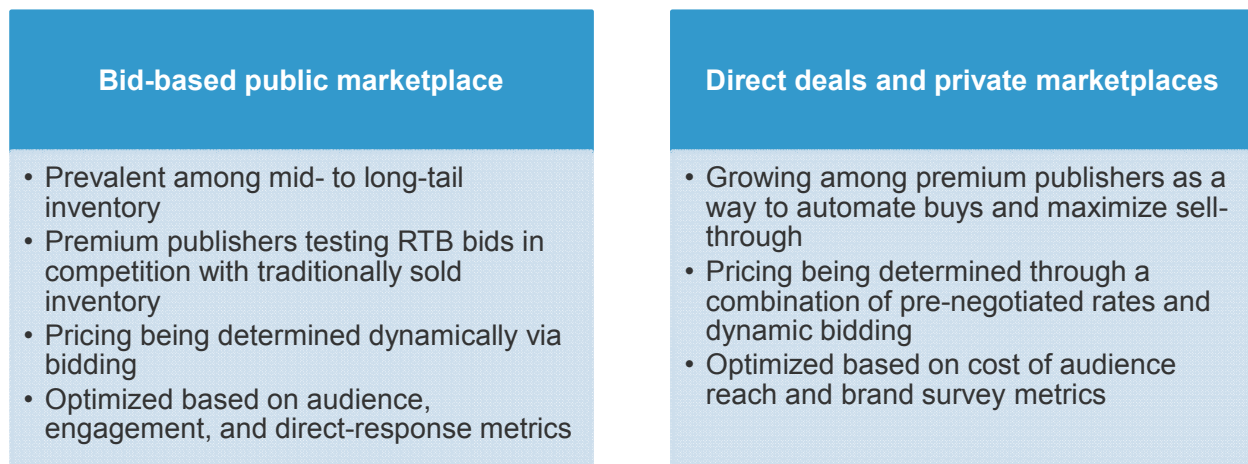 Bid-based public marketplace
• Prevalent among mid- to long-tail
inventory
• Premium publishers testing RTB bids in
competition with traditionally sold
inventory
• Pricing being determined dynamically via
bidding
• Optimized based on audience,
engagement, and direct-response metrics
Direct deals and private marketplaces
• Growing among premium publishers as a
way to automate buys and maximize sell-
through
• Pricing being determined through a
combination of pre-negotiated rates and
dynamic bidding
• Optimized based on cost of audience
reach and brand survey metrics